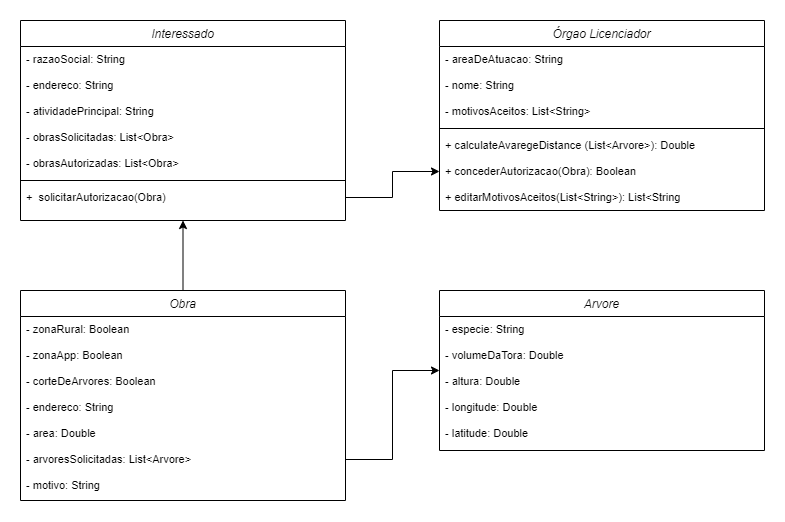 Interessado
- razaoSocial: String
- endereco: String
- atividadePrincipal: String
- obrasSolicitadas: List<Obra>
- obrasAutorizadas: List<Obra>
+ solicitarAutorizacao(Obra)
Órgao Licenciador
- areaDeAtuacao: String
- nome: String
- motivosAceitos: List<String>
+ calculateAvaregeDistance (List<Arvore>): Double
+ concederAutorizacao(Obra): Boolean
+ editarMotivosAceitos(List<String>): List<String
Obra
- zonaRural: Boolean
- zonaApp: Boolean
- corteDeArvores: Boolean
- endereco: String
- area: Double
- arvoresSolicitadas: List<Arvore>
- motivo: String
Arvore
- especie: String
- volumeDaTora: Double
- altura: Double
- longitude: Double
- latitude: Double